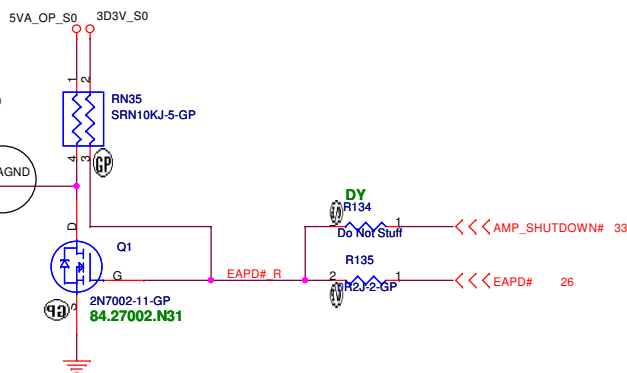 5VA_OP_S0 3D3V_S0
1 2
RN35
SRN10KJ-5-GP
4 3
GP
AGND
DY
R134
1
Do Not Stuff
AMP_SHUTDOWN# 33
D
Q1
G
EAPD#_R
R135
2 1
0R2J-2-GP
EAPD# 26
S
GP
2N7002-11-GP
84.27002.N31